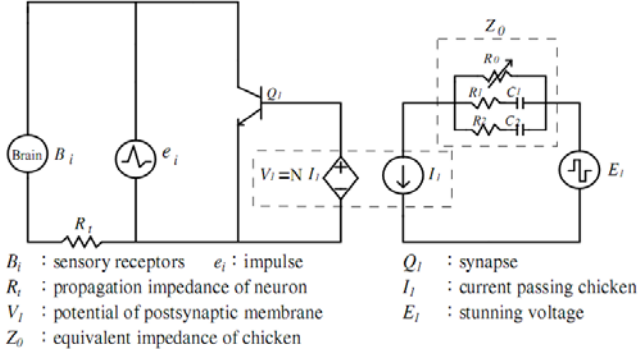 Z0
R0
R1 C1
R2 C2
Q1
Brain Bi
ei
V1=N I1
I1
E1
Rt
Bi : sensory receptors ei : impulse
Q1 : synapse
Rt : propagation impedance of neuron
I1 : current passing chicken
V1 : potential of postsynaptic membrane
E1 : stunning voltage
Z0 : equivalent impedance of chicken